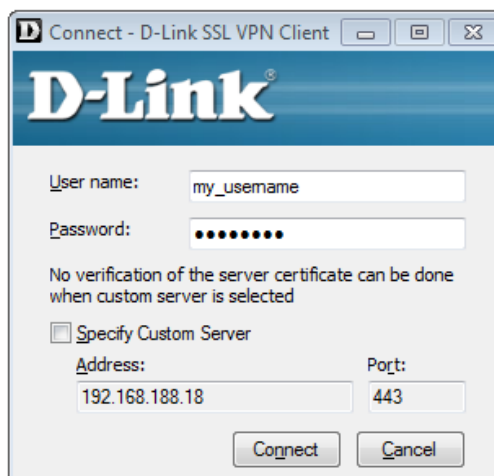 Connect - D-Link SSL VPN Client
D-Link®
User name: my_username
Password: ••••••••
No verification of the server certificate can be done
when custom server is selected
Specify Custom Server
Address: Port:
192.168.188.18 443
Connect Cancel